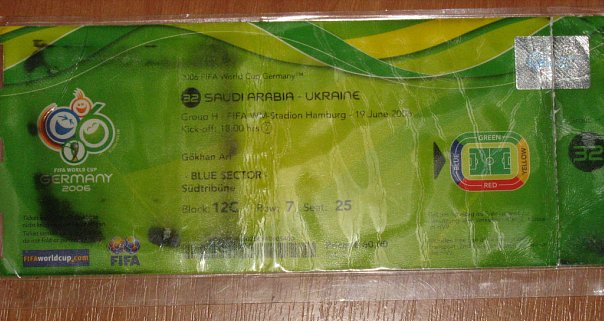 2006 FIFA World Cup Germany™
32 SAUDI ARABIA - UKRAINE
Group H - FIFA WM-Stadion Hamburg - 19 June 2006
Kick-off: 18:00 hrs
Gökhan Arı
- BLUE SECTOR -
Südtribüne
Block: 12C Row: 7 Seat: 25
FIFA WORLD CUP
GERMANY
2006
GREEN
BLUE
YELLOW
RED
32
FIFAworldcup.com
FIFA